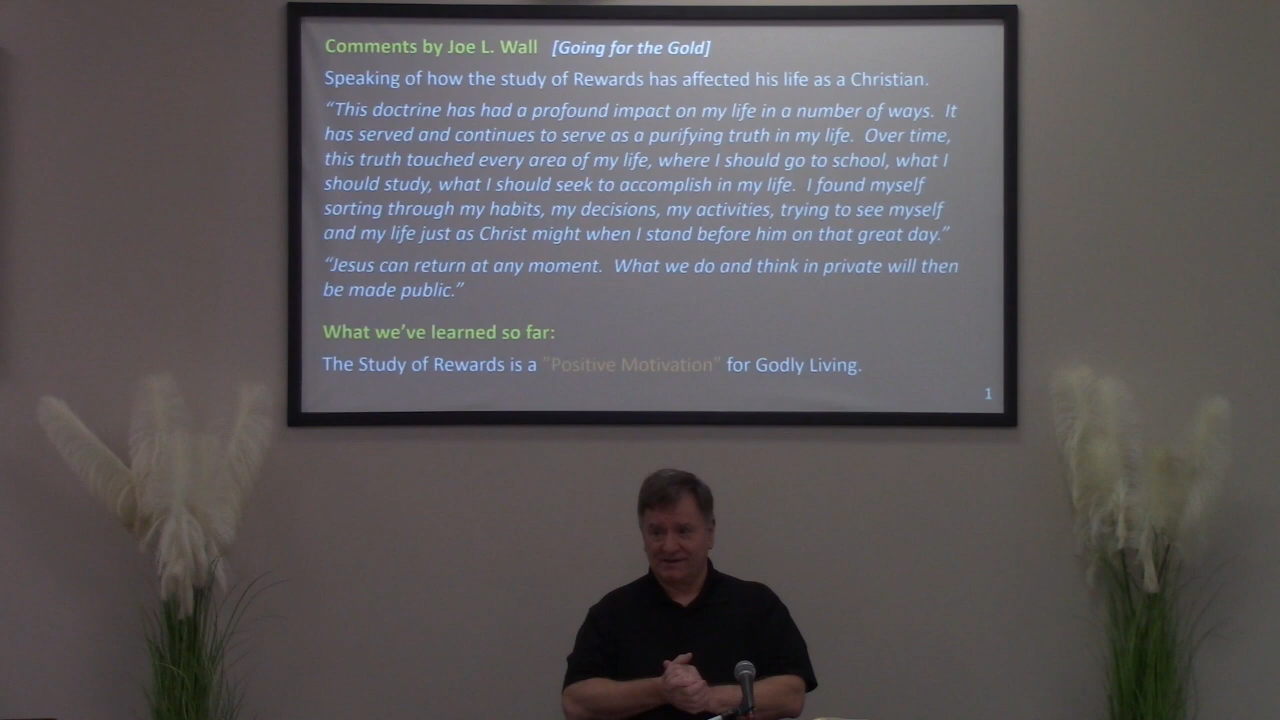 Comments by Joe L. Wall [Going for the Gold]
Speaking of how the study of Rewards has affected his life as a Christian.
“This doctrine has had a profound impact on my life in a number of ways. It
has served and continues to serve as a purifying truth in my life. Over time,
this truth touched every area of my life, where I should go to school, what I
should study, what I should seek to accomplish in my life. I found myself
sorting through my habits, my decisions, my activities, trying to see myself
and my life just as Christ might when I stand before him on that great day.”
“Jesus can return at any moment. What we do and think in private will then
be made public.”
What we’ve learned so far:
The Study of Rewards is a “Positive Motivation” for Godly Living.
1